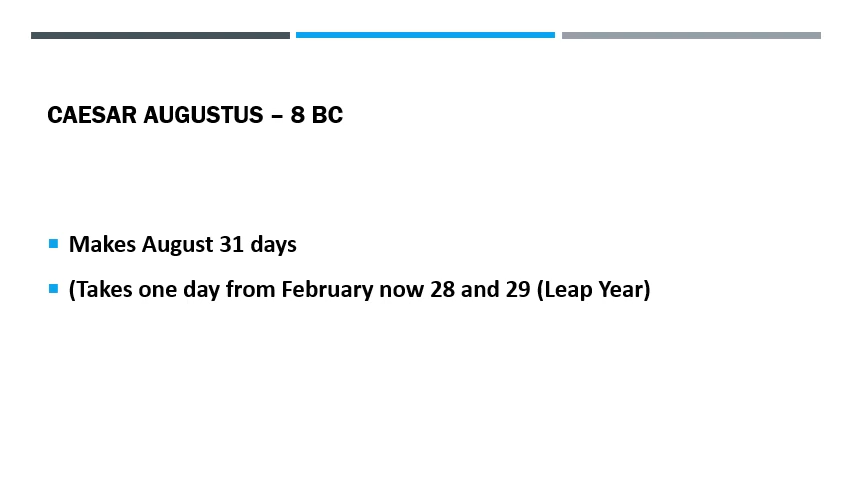 CAESAR AUGUSTUS – 8 BC
Makes August 31 days
(Takes one day from February now 28 and 29 (Leap Year)